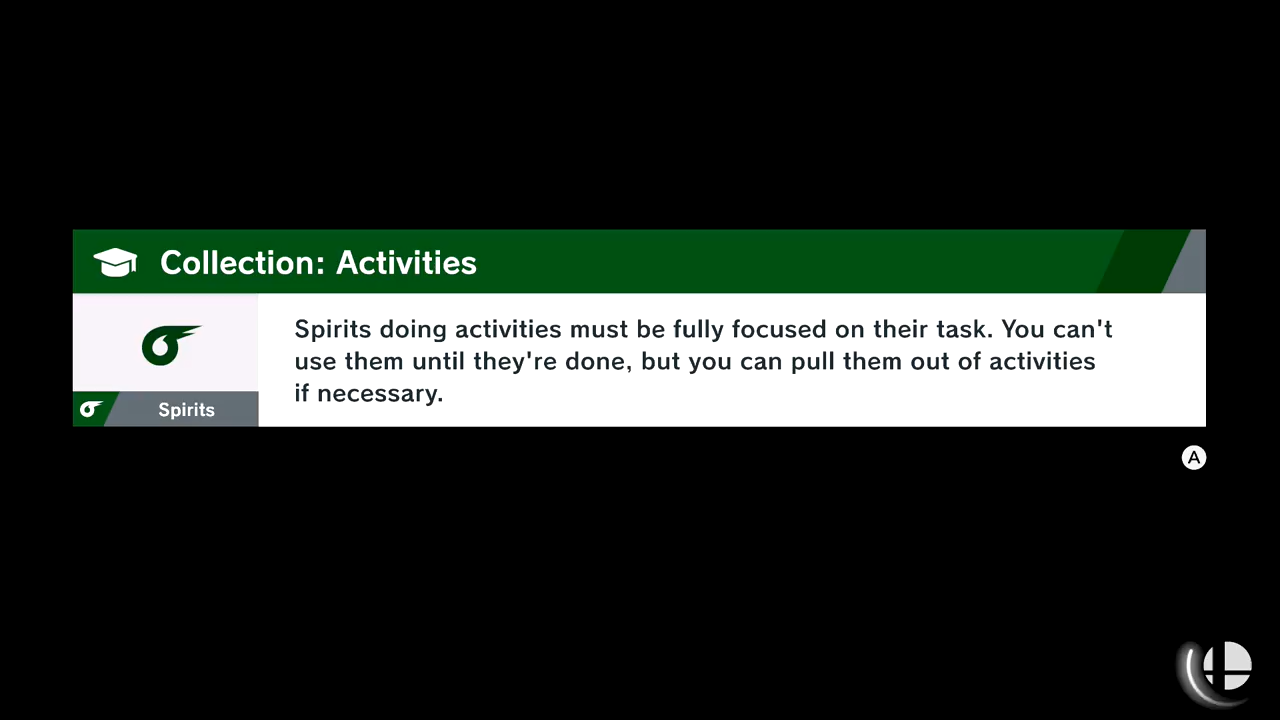 Collection: Activities
Spirits doing activities must be fully focused on their task. You can't
use them until they're done, but you can pull them out of activities
if necessary.
Spirits
A